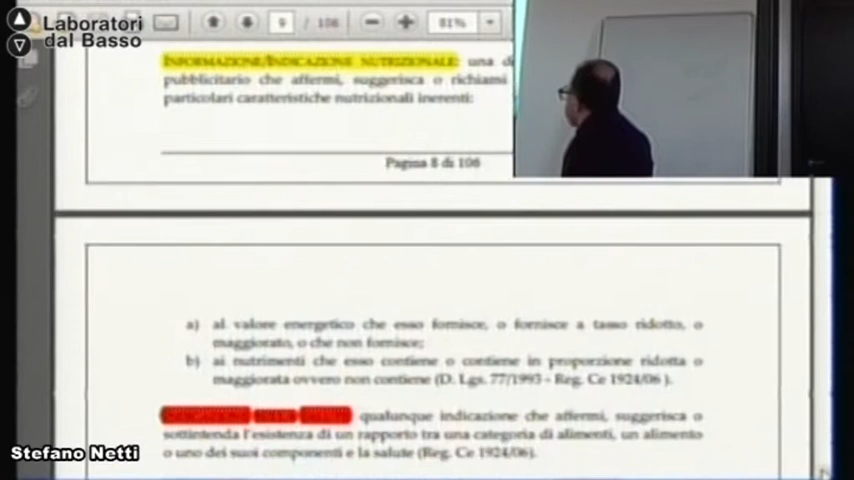 Laboratori
dal Basso
9 / 106
81%
INFORMAZIONE/INDICAZIONE NUTRIZIONALE: una
pubblicitario che affermi, suggerisca o richiami
particolari caratteristiche nutrizionali inerenti:
Pagina 8 di 106
a) al valore energetico che esso fornisce, o fornisce a tasso ridotto, o
maggiorato, o che non fornisce;
b) ai nutrimenti che esso contiene o contiene in proporzione ridotta o
maggiorata ovvero non contiene (D. Lgs. 77/1993 - Reg. Ce 1924/06 ).
qualunque indicazione che affermi, suggerisca o
sottintenda l'esistenza di un rapporto tra una categoria di alimenti, un alimento
o uno dei suoi componenti e la salute (Reg. Ce 1924/06).
Stefano Netti